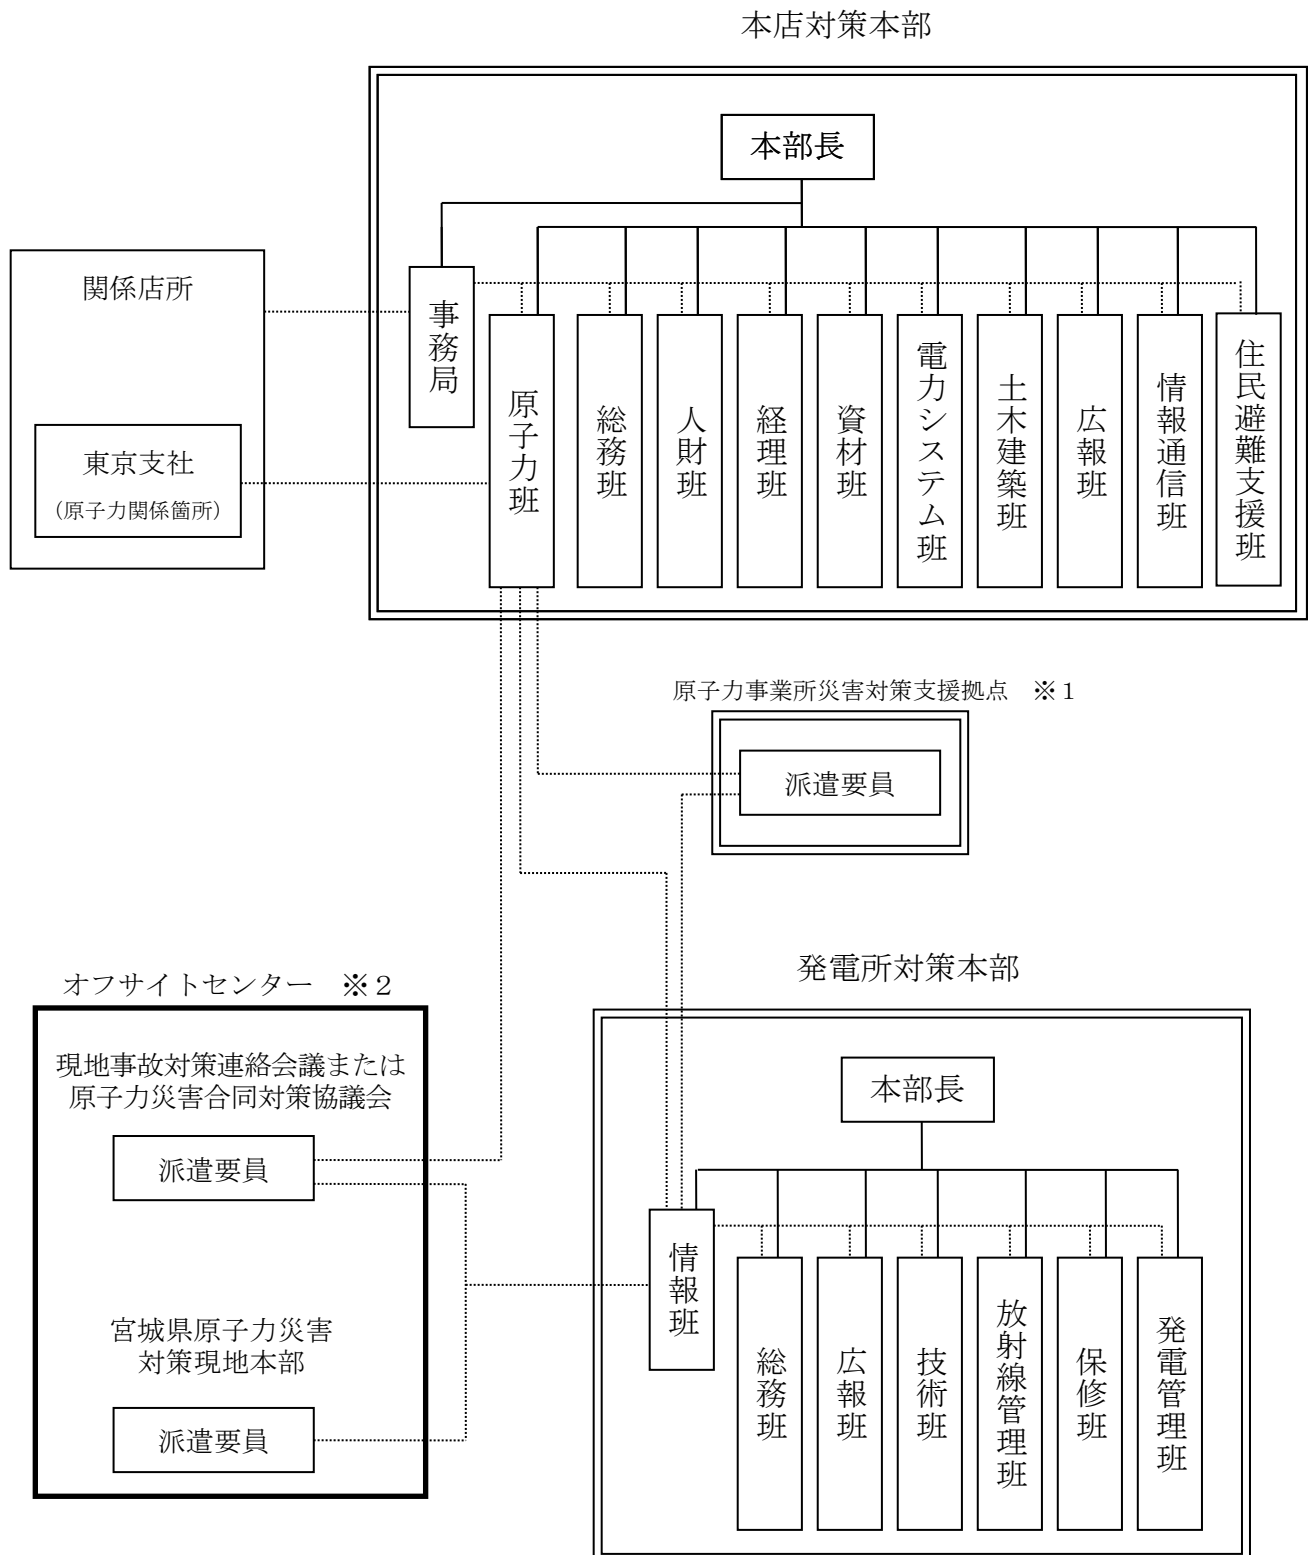 本店対策本部
本部長
関係店所
東京支社
(原子力関係箇所)
事務局
原子力班
総務班
人財班
経理班
資材班
電力システム班
土木建築班
広報班
情報通信班
住民避難支援班
原子力事業所災害対策支援拠点　※１
派遣要員
オフサイトセンター　※２
現地事故対策連絡会議または
原子力災害合同対策協議会
派遣要員
宮城県原子力災害
対策現地本部
派遣要員
発電所対策本部
本部長
情報班
総務班
広報班
技術班
放射線管理班
保修班
発電管理班